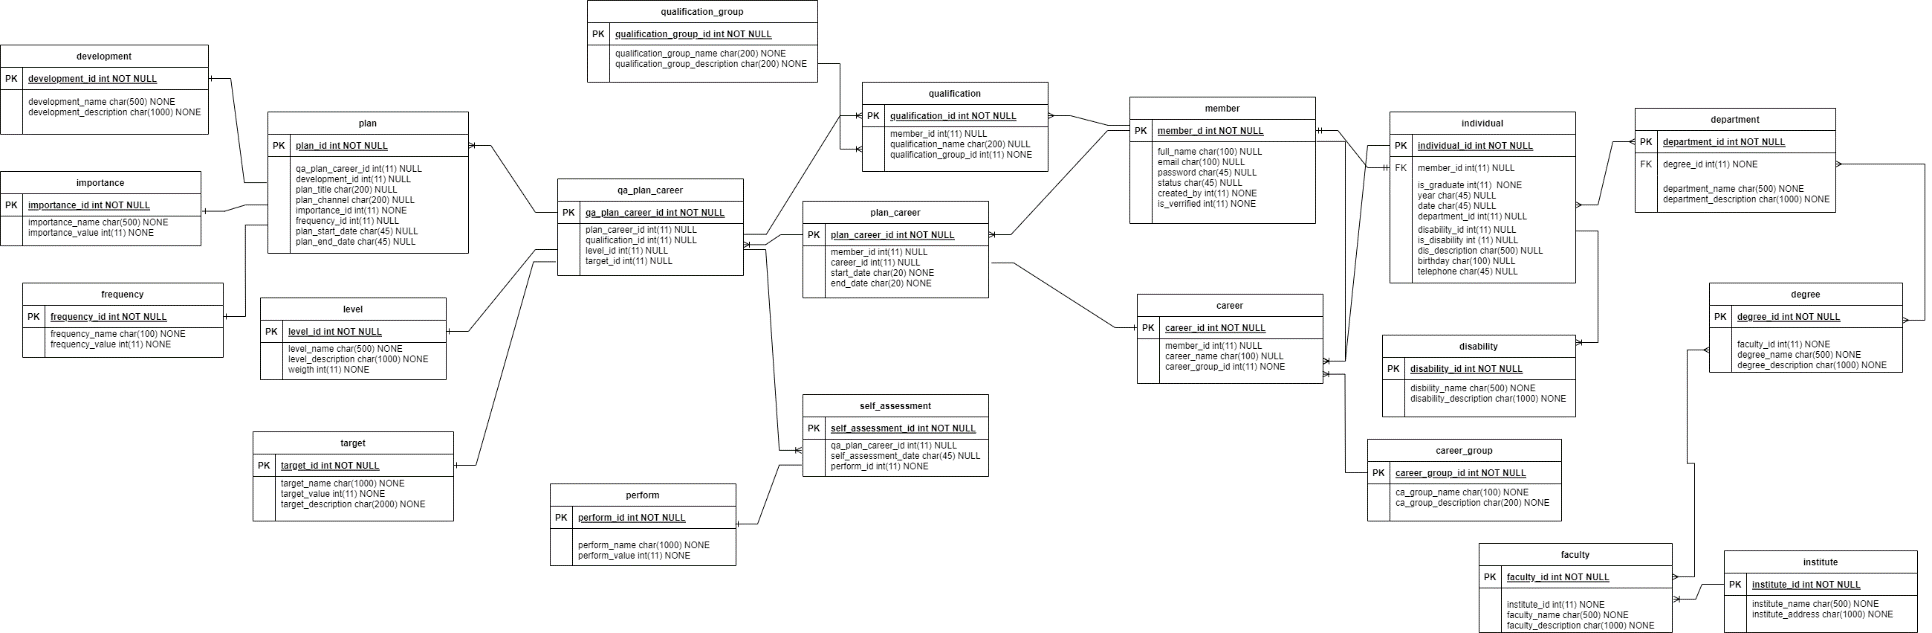 qualification_group
PK qualification_group_id int NOT NULL
qualification_group_name char(200) NONE
qualification_group_description char(200) NONE
development
PK development_id int NOT NULL
development_name char(500) NONE
development_description char(1000) NONE
plan
PK plan_id int NOT NULL
qa_plan_career_id int(11) NULL
development_id int(11) NULL
plan_title char(200) NULL
plan_channel char(200) NULL
importance_id int(11) NONE
frequency_id int(11) NULL
plan_start_date char(45) NULL
plan_end_date char(45) NULL
importance
PK importance_id int NOT NULL
importance_name char(500) NONE
importance_value int(11) NONE
frequency
PK frequency_id int NOT NULL
frequency_name char(100) NONE
frequency_value int(11) NONE
level
PK level_id int NOT NULL
level_name char(500) NONE
level_description char(1000) NONE
weigth int(11) NONE
target
PK target_id int NOT NULL
target_name char(1000) NONE
target_value int(11) NONE
target_description char(2000) NONE
qa_plan_career
PK qa_plan_career_id int NOT NULL
plan_career_id int(11) NULL
qualification_id int(11) NULL
level_id int(11) NULL
target_id int(11) NULL
perform
PK perform_id int NOT NULL
perform_name char(1000) NONE
perform_value int(11) NONE
qualification
PK qualification_id int NOT NULL
member_id int(11) NULL
qualification_name char(200) NULL
qualification_group_id int(11) NONE
plan_career
PK plan_career_id int NOT NULL
member_id int(11) NULL
career_id int(11) NULL
start_date char(20) NONE
end_date char(20) NONE
self_assessment
PK self_assessment_id int NOT NULL
qa_plan_career_id int(11) NULL
self_assessment_date char(45) NULL
perform_id int(11) NONE
member
PK member_d int NOT NULL
full_name char(100) NULL
email char(100) NULL
password char(45) NULL
status char(45) NULL
created_by int(11) NONE
is_verrified int(11) NONE
career
PK career_id int NOT NULL
member_id int(11) NULL
career_name char(100) NULL
career_group_id int(11) NONE
individual
PK individual_id int NOT NULL
FK member_id int(11) NULL
is_graduate int(11) NONE
year char(45) NULL
date char(45) NULL
department_id int(11) NULL
disability_id int(11) NULL
is_disability int (11) NULL
dis_description char(500) NULL
birthday char(100) NULL
telephone char(45) NULL
disability
PK disability_id int NOT NULL
disbility_name char(500) NONE
disability_description char(1000) NONE
career_group
PK career_group_id int NOT NULL
ca_group_name char(100) NONE
ca_group_description char(200) NONE
department
PK department_id int NOT NULL
FK degree_id int(11) NONE
department_name char(500) NONE
department_description char(1000) NONE
degree
PK degree_id int NOT NULL
faculty_id int(11) NONE
degree_name char(500) NONE
degree_description char(1000) NONE
faculty
PK faculty_id int NOT NULL
institute_id int(11) NONE
faculty_name char(500) NONE
faculty_description char(1000) NONE
institute
PK institute_id int NOT NULL
institute_name char(500) NONE
institute_address char(1000) NONE